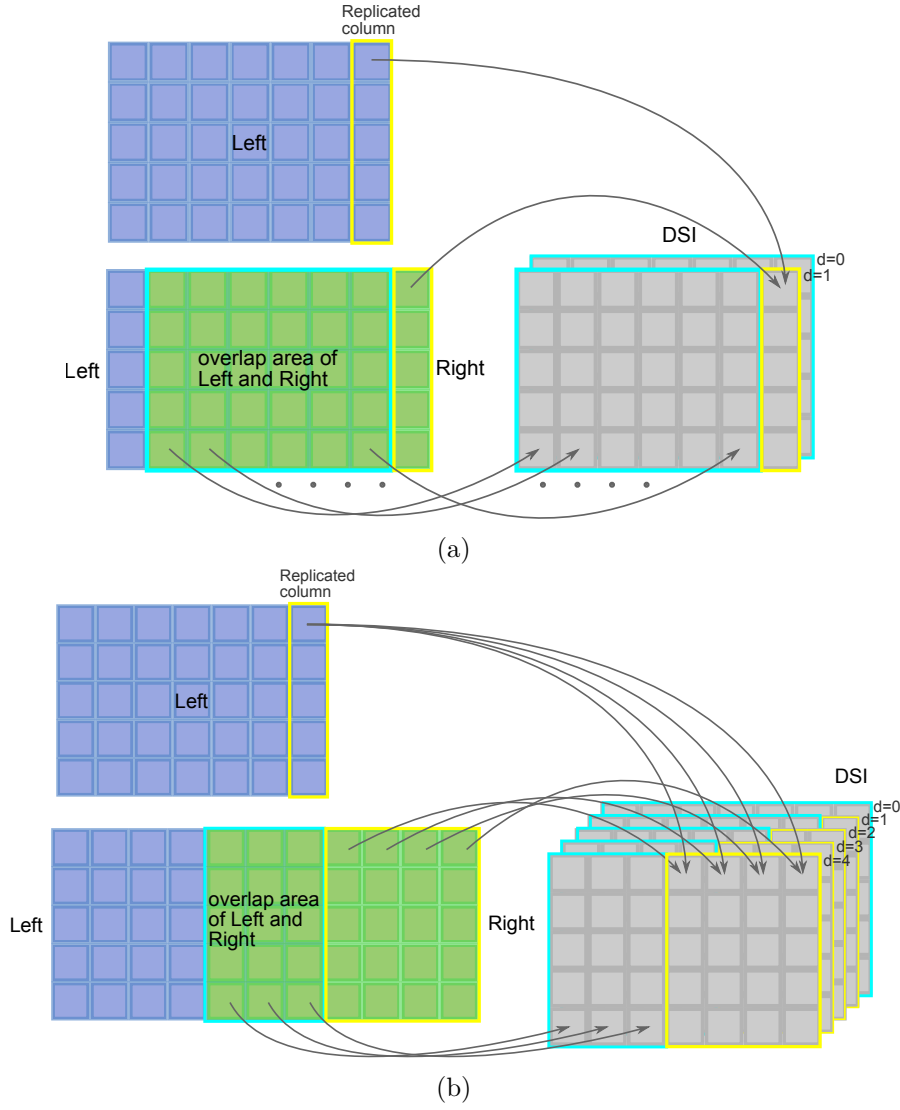 Replicated
column
Left
DSI
d=0
d=1
overlap area of
Left and Right
Left
Right
(a)
Replicated
column
Left
DSI
d=0
d=1
d=2
d=3
d=4
overlap area
of Left and
Right
Left
Right
(b)